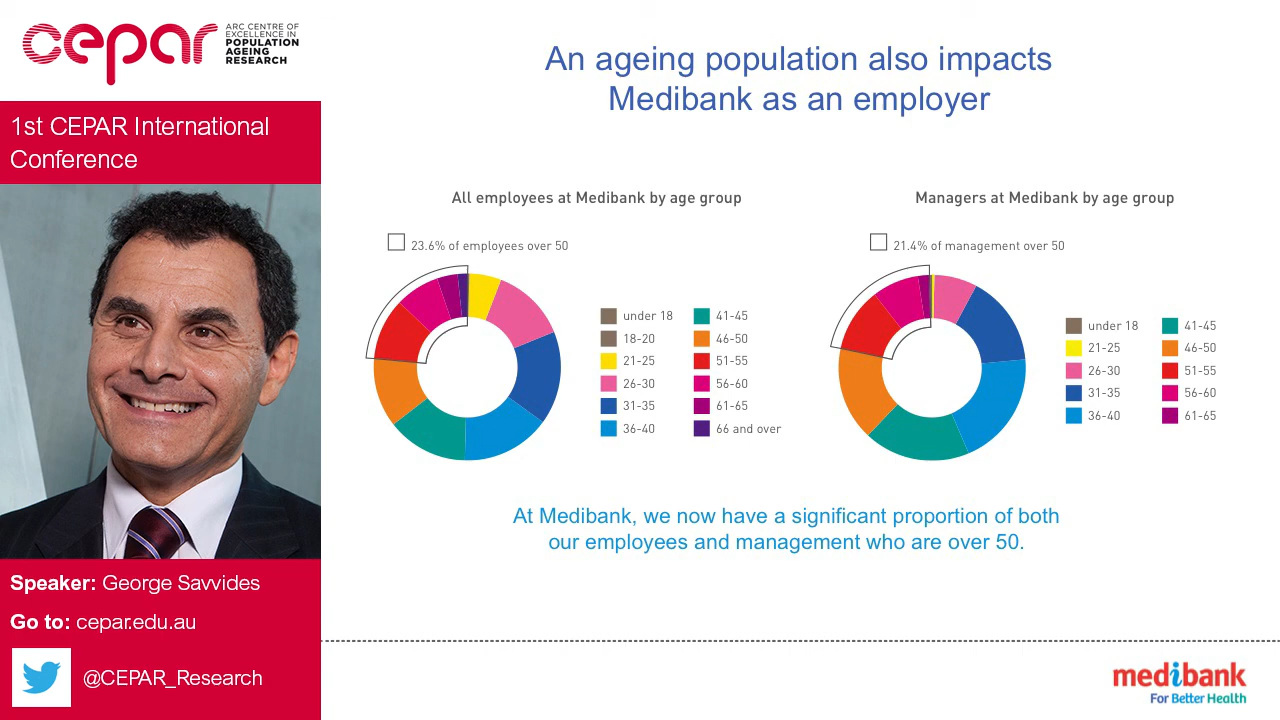 cepar
ARC CENTRE OF
EXCELLENCE IN
POPULATION
AGEING
RESEARCH
1st CEPAR International
Conference
Speaker: George Savvides
Go to: cepar.edu.au
@CEPAR_Research
An ageing population also impacts
Medibank as an employer
All employees at Medibank by age group
23.6% of employees over 50
under 18
18-20
21-25
26-30
31-35
36-40
41-45
46-50
51-55
56-60
61-65
66 and over
Managers at Medibank by age group
21.4% of management over 50
under 18
21-25
26-30
31-35
36-40
41-45
46-50
51-55
56-60
61-65
At Medibank, we now have a significant proportion of both
our employees and management who are over 50.
medibank
For Better Health